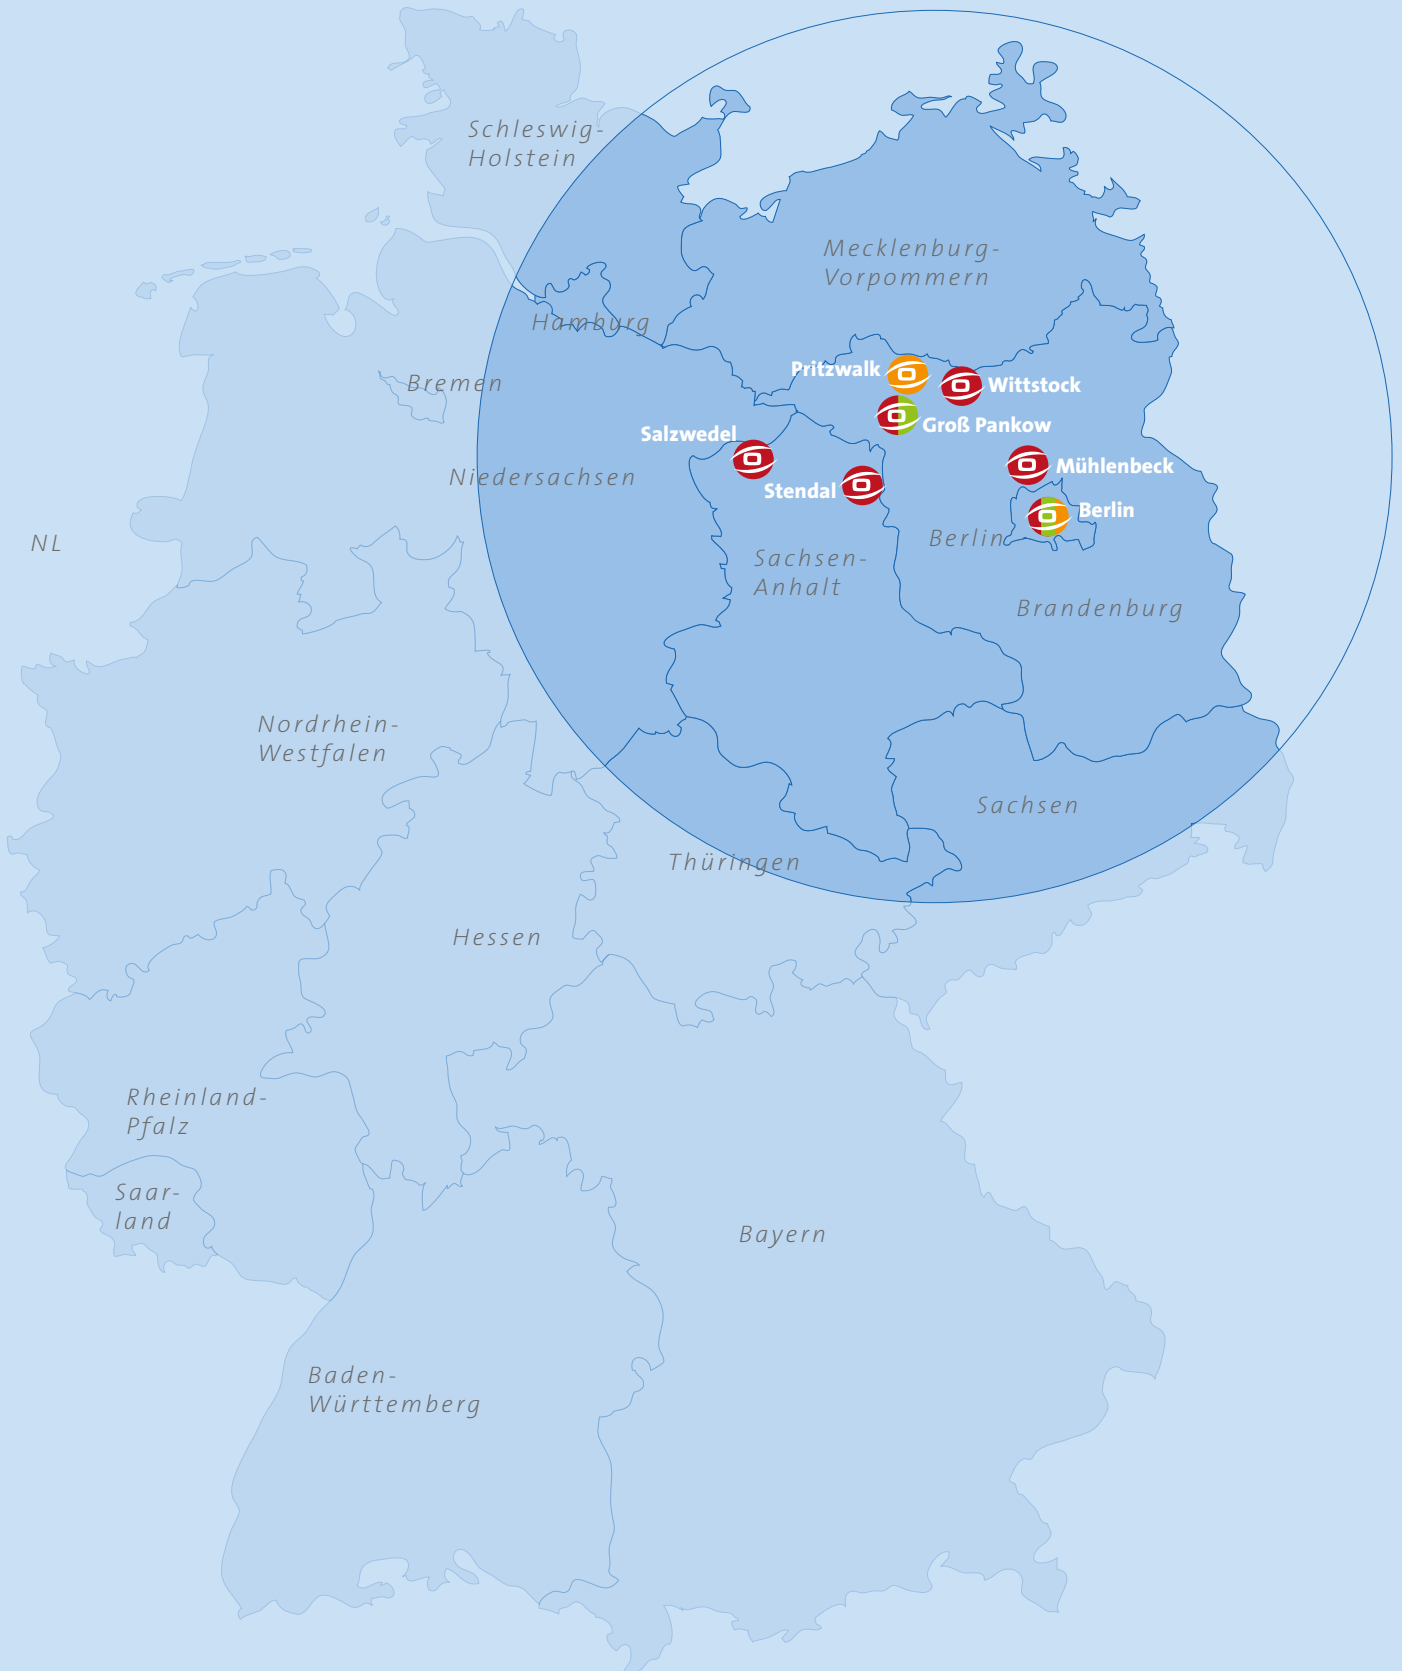 Schleswig-
Holstein
Mecklenburg-
Vorpommern
Hamburg
Pritzwalk
Wittstock
Bremen
Groß Pankow
Salzwedel
Mühlenbeck
Niedersachsen
Stendal
Berlin
Berlin
NL
Sachsen-
Anhalt
Brandenburg
Nordrhein-
Westfalen
Sachsen
Thüringen
Hessen
Rheinland-
Pfalz
Saar-
land
Bayern
Baden-
Württemberg